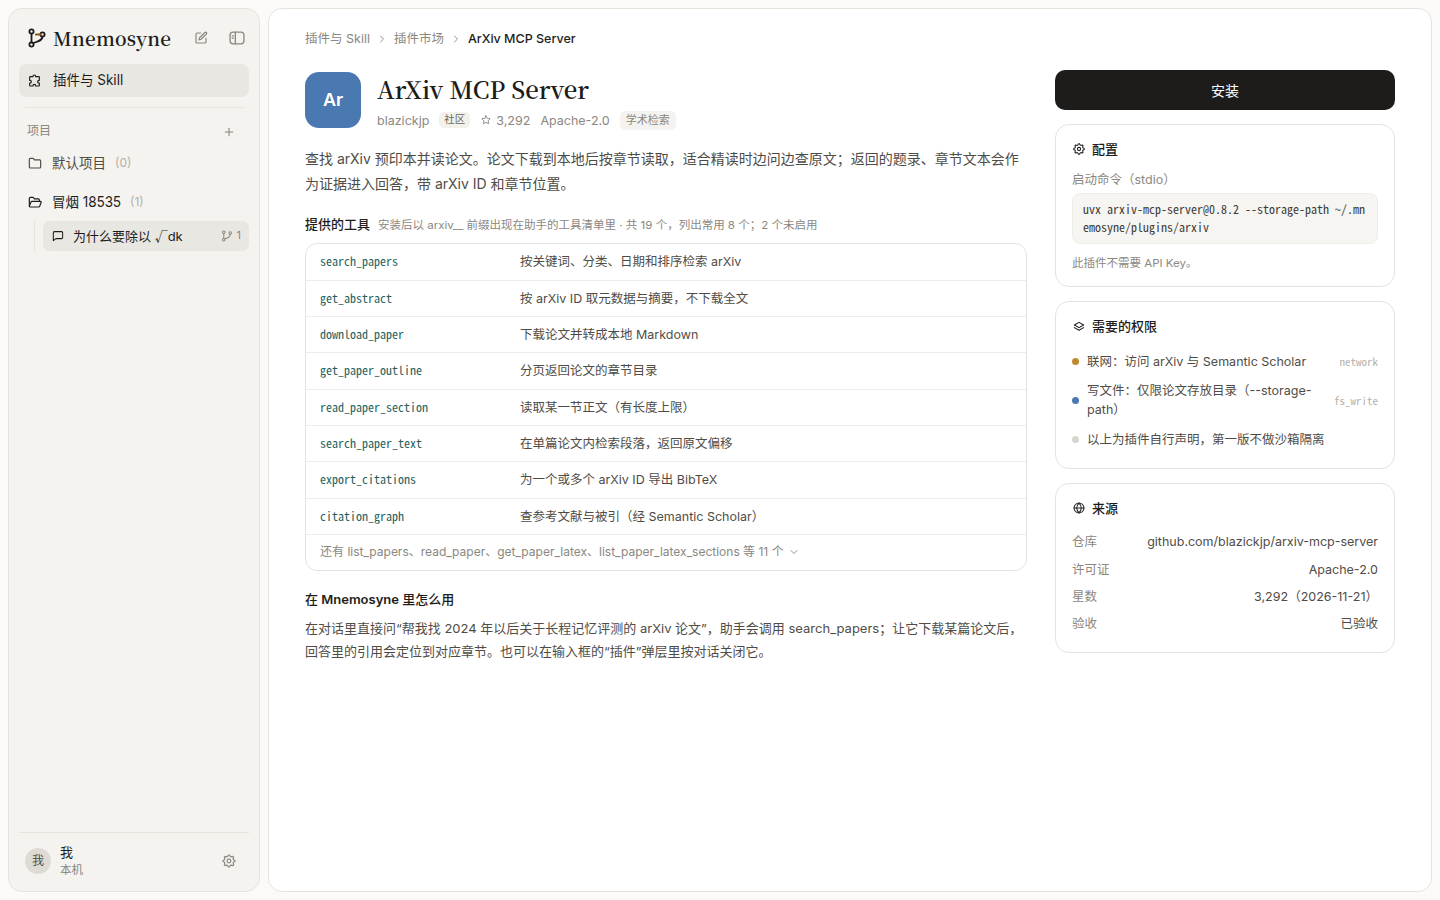 Mnemosyne
插件与 Skill
项目
默认项目 (0)
冒烟 18535 (1)
为什么要除以 √dk 1
我 我
本机
插件与 Skill > 插件市场 > ArXiv MCP Server
Ar
ArXiv MCP Server
blazickjp 社区 3,292 Apache-2.0 学术检索
查找 arXiv 预印本并读论文。论文下载到本地后按章节读取，适合精读时边问边查原文；返回的题录、章节文本会作
为证据进入回答，带 arXiv ID 和章节位置。
提供的工具 安装后以 arxiv__ 前缀出现在助手的工具清单里 · 共 19 个，列出常用 8 个；2 个未启用
search_papers 按关键词、分类、日期和排序检索 arXiv
get_abstract 按 arXiv ID 取元数据与摘要，不下载全文
download_paper 下载论文并转成本地 Markdown
get_paper_outline 分页返回论文的章节目录
read_paper_section 读取某一节正文（有长度上限）
search_paper_text 在单篇论文内检索段落，返回原文偏移
export_citations 为一个或多个 arXiv ID 导出 BibTeX
citation_graph 查参考文献与被引（经 Semantic Scholar）
还有 list_papers、read_paper、get_paper_latex、list_paper_latex_sections 等 11 个
在 Mnemosyne 里怎么用
在对话里直接问“帮我找 2024 年以后关于长程记忆评测的 arXiv 论文”，助手会调用 search_papers；让它下载某篇论文后，
回答里的引用会定位到对应章节。也可以在输入框的“插件”弹层里按对话关闭它。
安装
配置
启动命令（stdio）
uvx arxiv-mcp-server@0.8.2 --storage-path ~/.mn
emosyne/plugins/arxiv
此插件不需要 API Key。
需要的权限
联网：访问 arXiv 与 Semantic Scholar network
写文件：仅限论文存放目录（--storage-
path） fs_write
以上为插件自行声明，第一版不做沙箱隔离
来源
仓库 github.com/blazickjp/arxiv-mcp-server
许可证 Apache-2.0
星数 3,292（2026-11-21）
验收 已验收